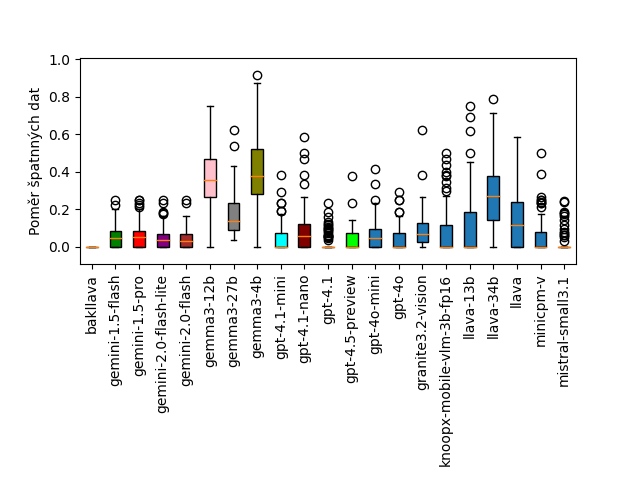 Poměr špatnných dat
1.0
0.8
0.6
0.4
0.2
0.0
bakllava
gemini-1.5-flash
gemini-1.5-pro
gemini-2.0-flash-lite
gemini-2.0-flash
gemma3-12b
gemma3-27b
gemma3-4b
gpt-4.1-mini
gpt-4.1-nano
gpt-4.1
gpt-4.5-preview
gpt-4o-mini
gpt-4o
granite3.2-vision
knoopx-mobile-vlm-3b-fp16
llava-13b
llava-34b
llava
minicpm-v
mistral-small3.1